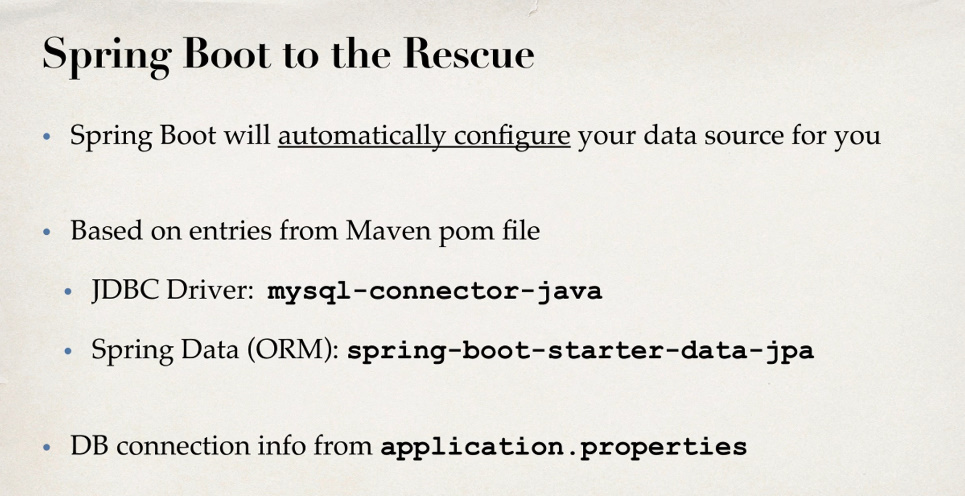 Spring Boot to the Rescue
• Spring Boot will automatically configure your data source for you
• Based on entries from Maven pom file
• JDBC Driver: mysql-connector-java
• Spring Data (ORM): spring-boot-starter-data-jpa
• DB connection info from application.properties